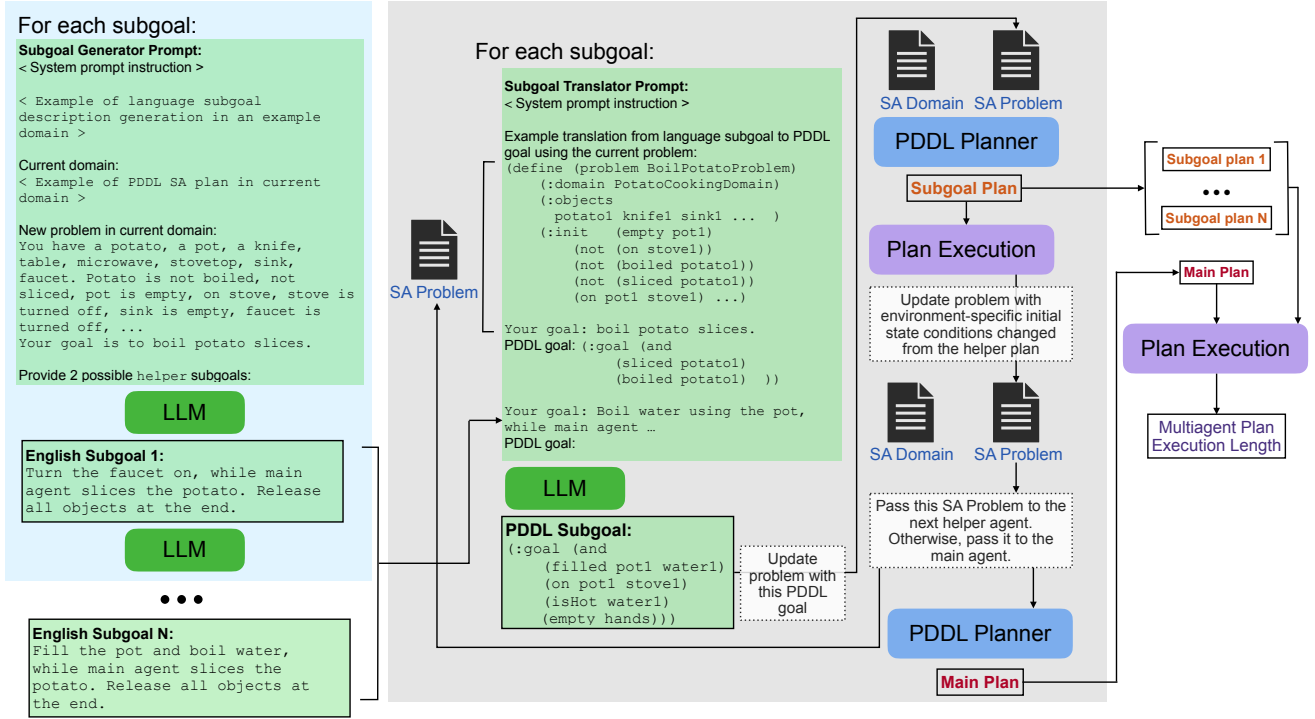 For each subgoal:
Subgoal Generator Prompt:
< System prompt instruction >
< Example of language subgoal
description generation in an example
domain >
Current domain:
< Example of PDDL SA plan in current
domain >
New problem in current domain:
You have a potato, a pot, a knife,
table, microwave, stovetop, sink,
faucet. Potato is not boiled, not
sliced, pot is empty, on stove, stove is
turned off, sink is empty, faucet is
turned off, ...
Your goal is to boil potato slices.
Provide 2 possible helper subgoals:
LLM
English Subgoal 1:
Turn the faucet on, while main
agent slices the potato. Release
all objects at the end.
LLM
•••
English Subgoal N:
Fill the pot and boil water,
while main agent slices the
potato. Release all objects at
the end.
For each subgoal:
SA Problem
Subgoal Translator Prompt:
< System prompt instruction >
Example translation from language subgoal to PDDL
goal using the current problem:
(define (problem BoilPotatoProblem)
(:domain PotatoCookingDomain)
(:objects
potato1 knife1 sink1 ... )
(:init (empty pot1)
(not (on stove1))
(not (boiled potato1))
(not (sliced potato1))
(on pot1 stove1) ...)
Your goal: boil potato slices.
PDDL goal: (:goal (and
(sliced potato1)
(boiled potato1) ))
Your goal: Boil water using the pot,
while main agent …
PDDL goal:
LLM
PDDL Subgoal:
(:goal (and
(filled pot1 water1)
(on pot1 stove1)
(isHot water1)
(empty hands)))
Update
problem with
this PDDL
goal
SA Domain SA Problem
PDDL Planner
Subgoal Plan
Plan Execution
Update problem with
environment-specific initial
state conditions changed
from the helper plan
SA Domain SA Problem
Pass this SA Problem to the
next helper agent.
Otherwise, pass it to the
main agent.
PDDL Planner
Main Plan
Subgoal plan 1
•••
Subgoal plan N
Main Plan
Plan Execution
Multiagent Plan
Execution Length